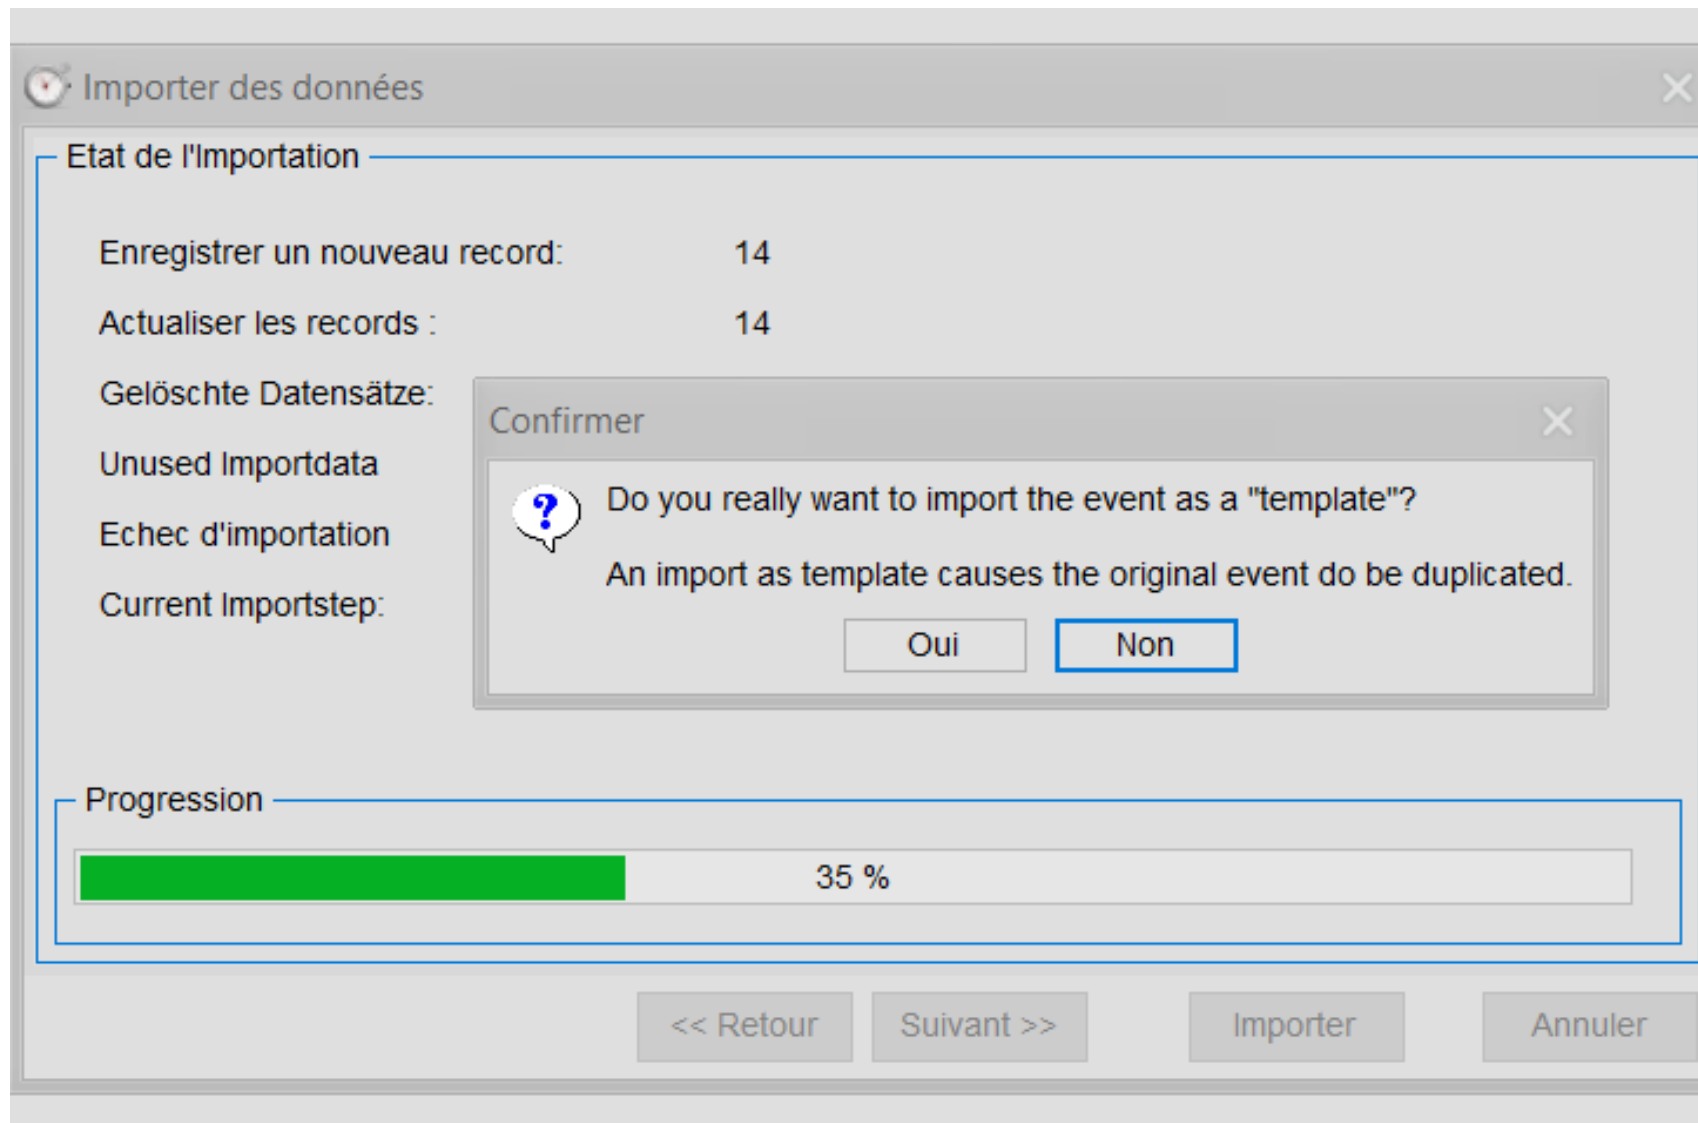 Importer des données
Etat de l'Importation
Enregistrer un nouveau record: 14
Actualiser les records : 14
Gelöschte Datensätze:
Unused Importdata
Echec d'importation
Current Importstep:
Confirmer
Do you really want to import the event as a "template"?
An import as template causes the original event do be duplicated.
Oui Non
Progression
35 %
<< Retour Suivant >> Importer Annuler